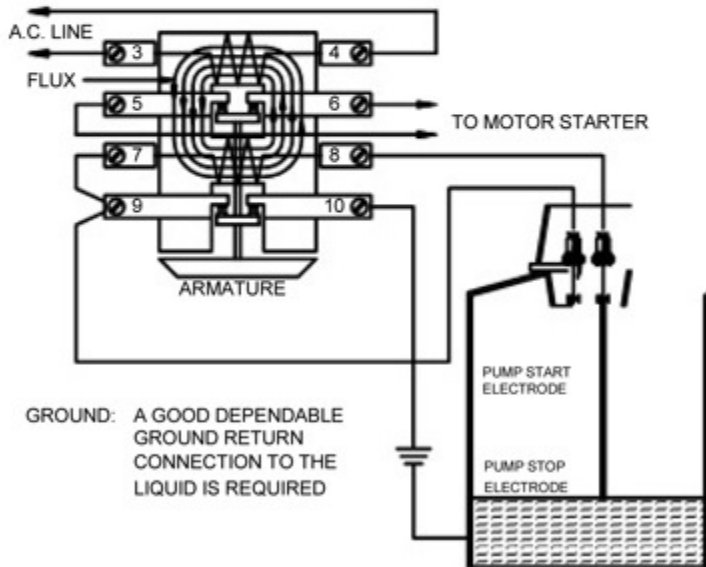 A.C. LINE
3
4
FLUX
5
6
TO MOTOR STARTER
7
8
9
10
ARMATURE
PUMP START
ELECTRODE
GROUND: A GOOD DEPENDABLE
GROUND RETURN
CONNECTION TO THE
LIQUID IS REQUIRED
PUMP STOP
ELECTRODE